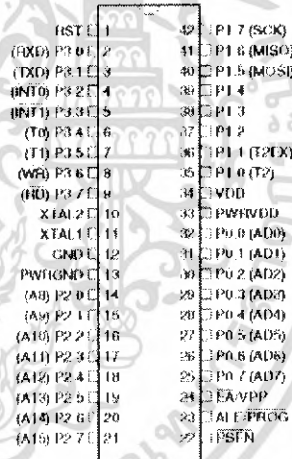 RST 1 42 P1.7 (SCK)
(RXD) P3.0 2 41 P1.6 (MISO)
(TXD) P3.1 3 40 P1.5 (MOSI)
(INT0) P3.2 4 39 P1.4
(INT1) P3.3 5 38 P1.3
(T0) P3.4 6 37 P1.2
(T1) P3.5 7 36 P1.1 (T2EX)
(WR) P3.6 8 35 P1.0 (T2)
(RD) P3.7 9 34 VDD
XTAL2 10 33 PWRVDD
XTAL1 11 32 P0.0 (AD0)
GND 12 31 P0.1 (AD1)
PWRGND 13 30 P0.2 (AD2)
(A8) P2.0 14 29 P0.3 (AD3)
(A9) P2.1 15 28 P0.4 (AD4)
(A10) P2.2 16 27 P0.5 (AD5)
(A11) P2.3 17 26 P0.6 (AD6)
(A12) P2.4 18 25 P0.7 (AD7)
(A13) P2.5 19 24 EA/VPP
(A14) P2.6 20 23 ALE/PROG
(A15) P2.7 21 22 PSEN